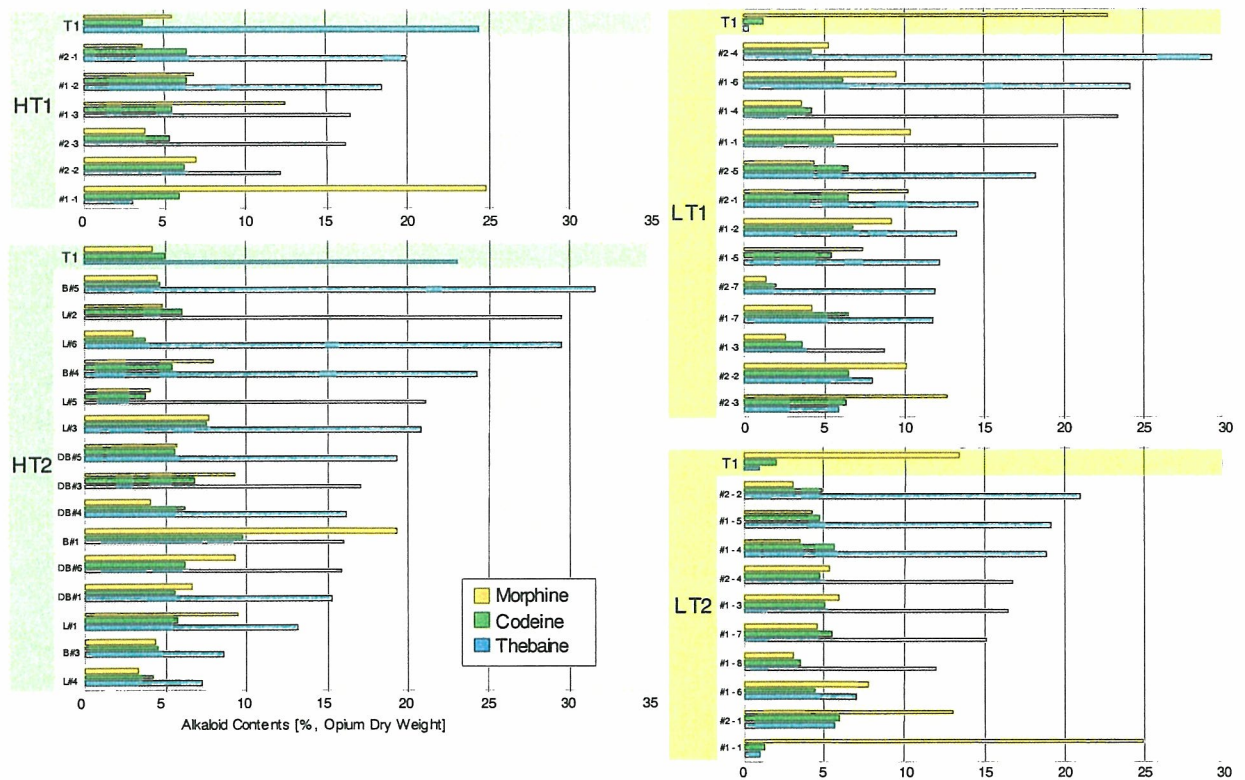 HT1
T1
#2 -1
#1 -2
#1 -3
#2 -3
#2 -2
#1 -1
0 5 10 15 20 25 30 35
HT2
T1
B#5
L#2
L#6
B#4
L#5
L#3
DB#5
DB#3
DB#4
B#1
DB#6
DB#1
L#1
B#3
L#4
Morphine
Codeine
Thebaine
0 5 10 15 20 25 30 35
Alkaloid Contents [%, Opium Dry Weight]
LT1
T1
#2-4
#1-6
#1-4
#1-1
#2-5
#2-1
#1-2
#1-5
#2-7
#1-7
#1-3
#2-2
#2-3
0 5 10 15 20 25 30
LT2
T1
#2 - 2
#1 - 5
#1 - 4
#2 - 4
#1 - 3
#1 - 7
#1 - 8
#1 - 6
#2 - 1
#1 - 1
0 5 10 15 20 25 30